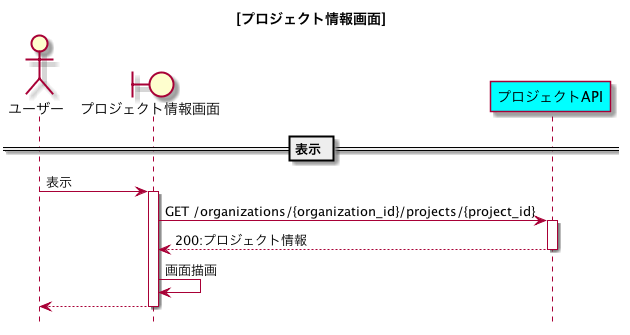 [プロジェクト情報画面]
ユーザー
プロジェクト情報画面
プロジェクトAPI
表示
表示
GET /organizations/{organization_id}/projects/{project_id}
200:プロジェクト情報
画面描画